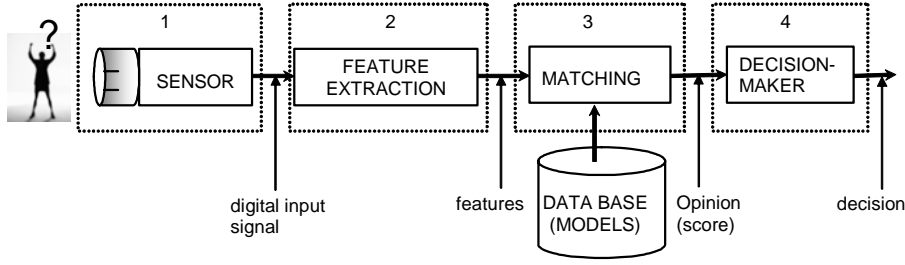 1
2
3
4
?
SENSOR
FEATURE
EXTRACTION
MATCHING
DECISION-
MAKER
digital input
signal
features
DATA BASE
(MODELS)
Opinion
(score)
decision